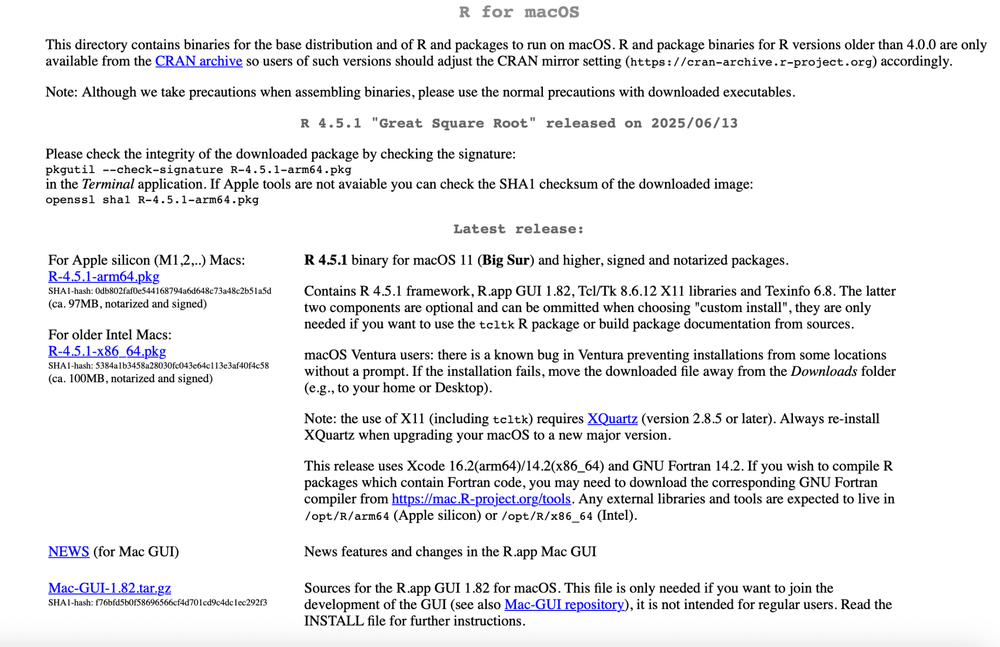 R for macOS
This directory contains binaries for the base distribution and of R and packages to run on macOS. R and package binaries for R versions older than 4.0.0 are only
available from the CRAN archive so users of such versions should adjust the CRAN mirror setting (https://cran-archive.r-project.org) accordingly.
Note: Although we take precautions when assembling binaries, please use the normal precautions with downloaded executables.
R 4.5.1 "Great Square Root" released on 2025/06/13
Please check the integrity of the downloaded package by checking the signature:
pkgutil --check-signature R-4.5.1-arm64.pkg
in the Terminal application. If Apple tools are not avaiable you can check the SHA1 checksum of the downloaded image:
openssl sha1 R-4.5.1-arm64.pkg
Latest release:
For Apple silicon (M1,2,..) Macs:
R-4.5.1-arm64.pkg
SHA1-hash: 0db802faf0e544168794a6d648c73a48c2b51a5d
(ca. 97MB, notarized and signed)
For older Intel Macs:
R-4.5.1-x86_64.pkg
SHA1-hash: 5384a1b3458a28030fc043e64c113e3af40f4c58
(ca. 100MB, notarized and signed)
R 4.5.1 binary for macOS 11 (Big Sur) and higher, signed and notarized packages.
Contains R 4.5.1 framework, R.app GUI 1.82, Tcl/Tk 8.6.12 X11 libraries and Texinfo 6.8. The latter
two components are optional and can be ommitted when choosing "custom install", they are only
needed if you want to use the tcltk R package or build package documentation from sources.
macOS Ventura users: there is a known bug in Ventura preventing installations from some locations
without a prompt. If the installation fails, move the downloaded file away from the Downloads folder
(e.g., to your home or Desktop).
Note: the use of X11 (including tcltk) requires XQuartz (version 2.8.5 or later). Always re-install
XQuartz when upgrading your macOS to a new major version.
This release uses Xcode 16.2(arm64)/14.2(x86_64) and GNU Fortran 14.2. If you wish to compile R
packages which contain Fortran code, you may need to download the corresponding GNU Fortran
compiler from https://mac.R-project.org/tools. Any external libraries and tools are expected to live in
/opt/R/arm64 (Apple silicon) or /opt/R/x86_64 (Intel).
NEWS (for Mac GUI)
News features and changes in the R.app Mac GUI
Mac-GUI-1.82.tar.gz
SHA1-hash: f76bfd5b0f58696566cf4d701cd9c4dc1ec292f3
Sources for the R.app GUI 1.82 for macOS. This file is only needed if you want to join the
development of the GUI (see also Mac-GUI repository), it is not intended for regular users. Read the
INSTALL file for further instructions.